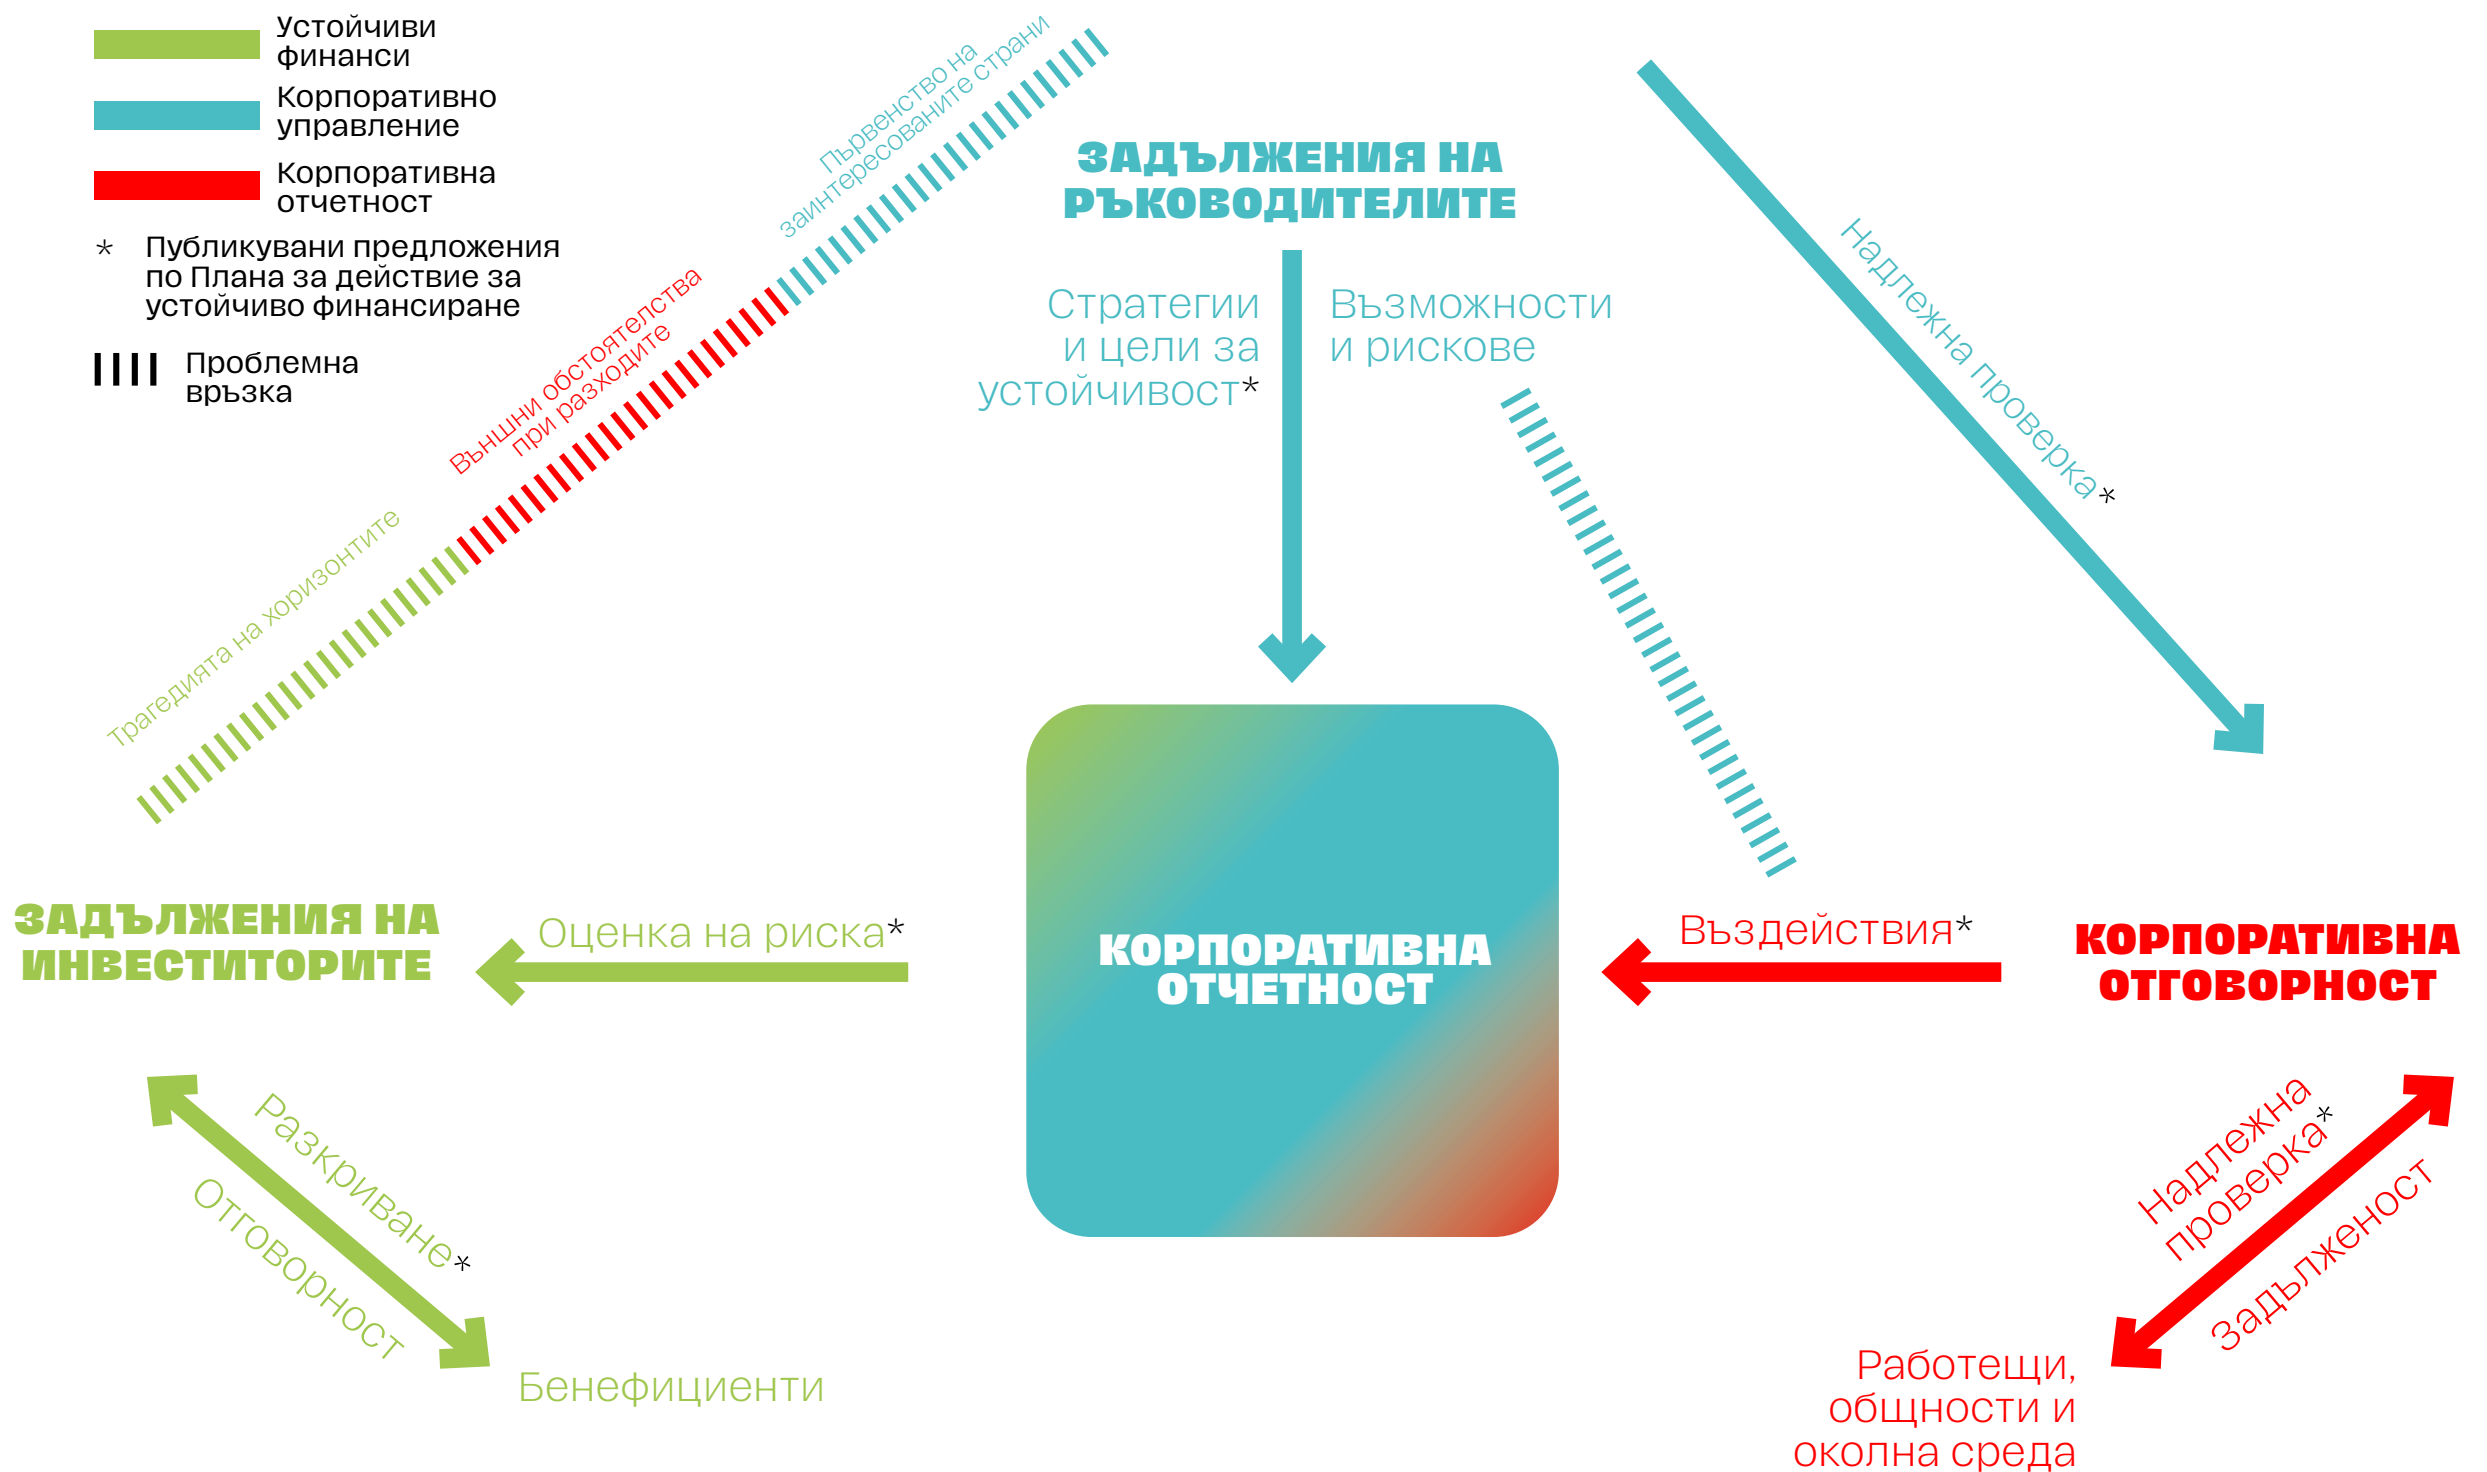 Устойчиви
финанси
Корпоративно
управление
Корпоративна
отчетност
* Публикувани предложения
по Плана за действие за
устойчиво финансиране
Проблемна
връзка
Първенство на
заинтересованите страни
Външни обстоятелства
при разходите
Трагедията на хоризонтите
ЗАДЪЛЖЕНИЯ НА
РЪКОВОДИТЕЛИТЕ
Стратегии
и цели за
устойчивост*
Възможности
и рискове
Надлежна проверка*
ЗАДЪЛЖЕНИЯ НА
ИНВЕСТИТОРИТЕ
Оценка на риска*
КОРПОРАТИВНА
ОТЧЕТНОСТ
Въздействия*
КОРПОРАТИВНА
ОТГОВОРНОСТ
Разкриване*
Отговорност
Бенефициенти
Надлежна
проверка*
Задълженост
Работещи,
общности и
околна среда